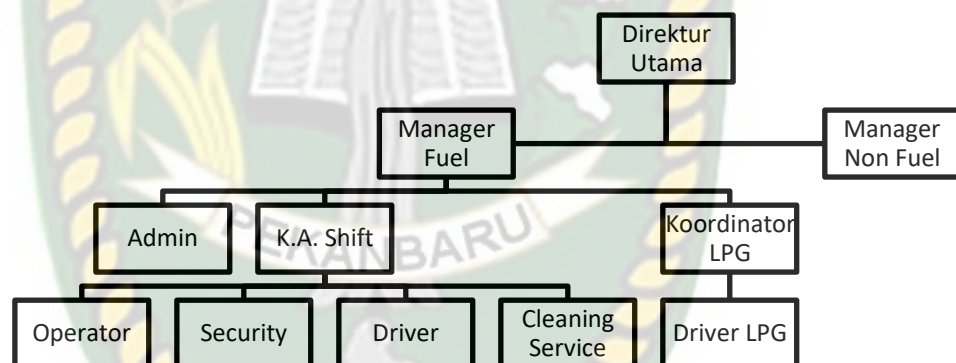 Direktur
Utama
Manager
Fuel
Manager
Non Fuel
Admin
K.A. Shift
Koordinator
LPG
PEKANBARU
Operator
Security
Driver
Cleaning
Service
Driver LPG